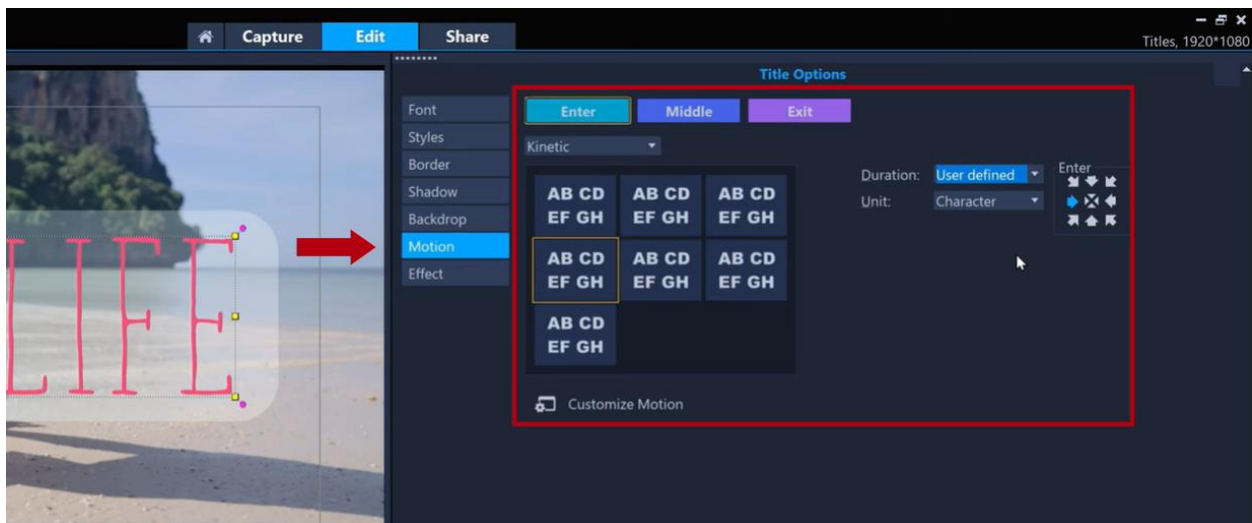 Capture Edit Share
Titles, 1920*1080
Title Options
Font
Styles
Border
Shadow
Backdrop
Motion
Effect
Enter Middle Exit
Kinetic
AB CD AB CD AB CD
EF GH EF GH EF GH
AB CD AB CD AB CD
EF GH EF GH EF GH
AB CD
EF GH
Customize Motion
Duration: User defined
Unit: Character
Enter
LIFE